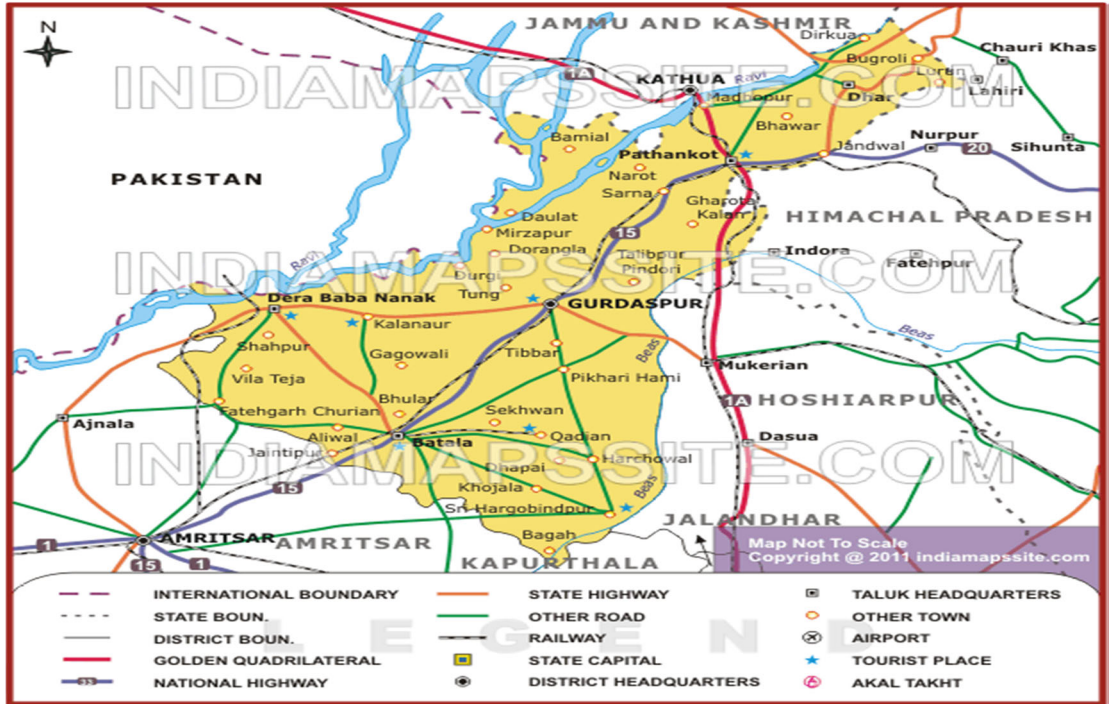 N
JAMMU AND KASHMIR
Dirkua
Chauri Khas
Bugroli
INDIAMAPSSITE.COM
1A
KATHUA
Ravi
Lahiri
Madhopur
Dhar
Bhawar
Nurpur
Sihunta
Bamial
Jandwal
20
Pathankot
PAKISTAN
Narot
Sarna
Gharota
Kalan
Daulat
HIMACHAL PRADESH
Mirzapur
15
Dorangla
Talibpur
Indora
Ravi
INDIAMAPSSITE.COM
Fatehpur
Durgi
Pindori
Tung
Dera Baba Nanak
GURDASPUR
Kalanaur
Beas
Shahpur
Gagowali
Tibbar
Beas
Mukerian
Vila Teja
Pikhari Hami
Fatehgarh Churian
Bhular
1A
HOSHIARPUR
Ajnala
Sekhwan
Aliwal
Batala
Qadian
Dasua
INDIAMAPSSITE.COM
Jaintipur
Dhapai
Harchowal
15
Khojala
Beas
Sri Hargobindpur
JALANDHAR
AMRITSAR
AMRITSAR
Bagah
1
KAPURTHALA
15
1
Map Not To Scale
Copyright @ 2011 indiamapssite.com
LEGEND
INTERNATIONAL BOUNDARY
STATE HIGHWAY
TALUK HEADQUARTERS
STATE BOUN.
OTHER ROAD
OTHER TOWN
DISTRICT BOUN.
RAILWAY
AIRPORT
GOLDEN QUADRILATERAL
STATE CAPITAL
TOURIST PLACE
33
NATIONAL HIGHWAY
DISTRICT HEADQUARTERS
AKAL TAKHT